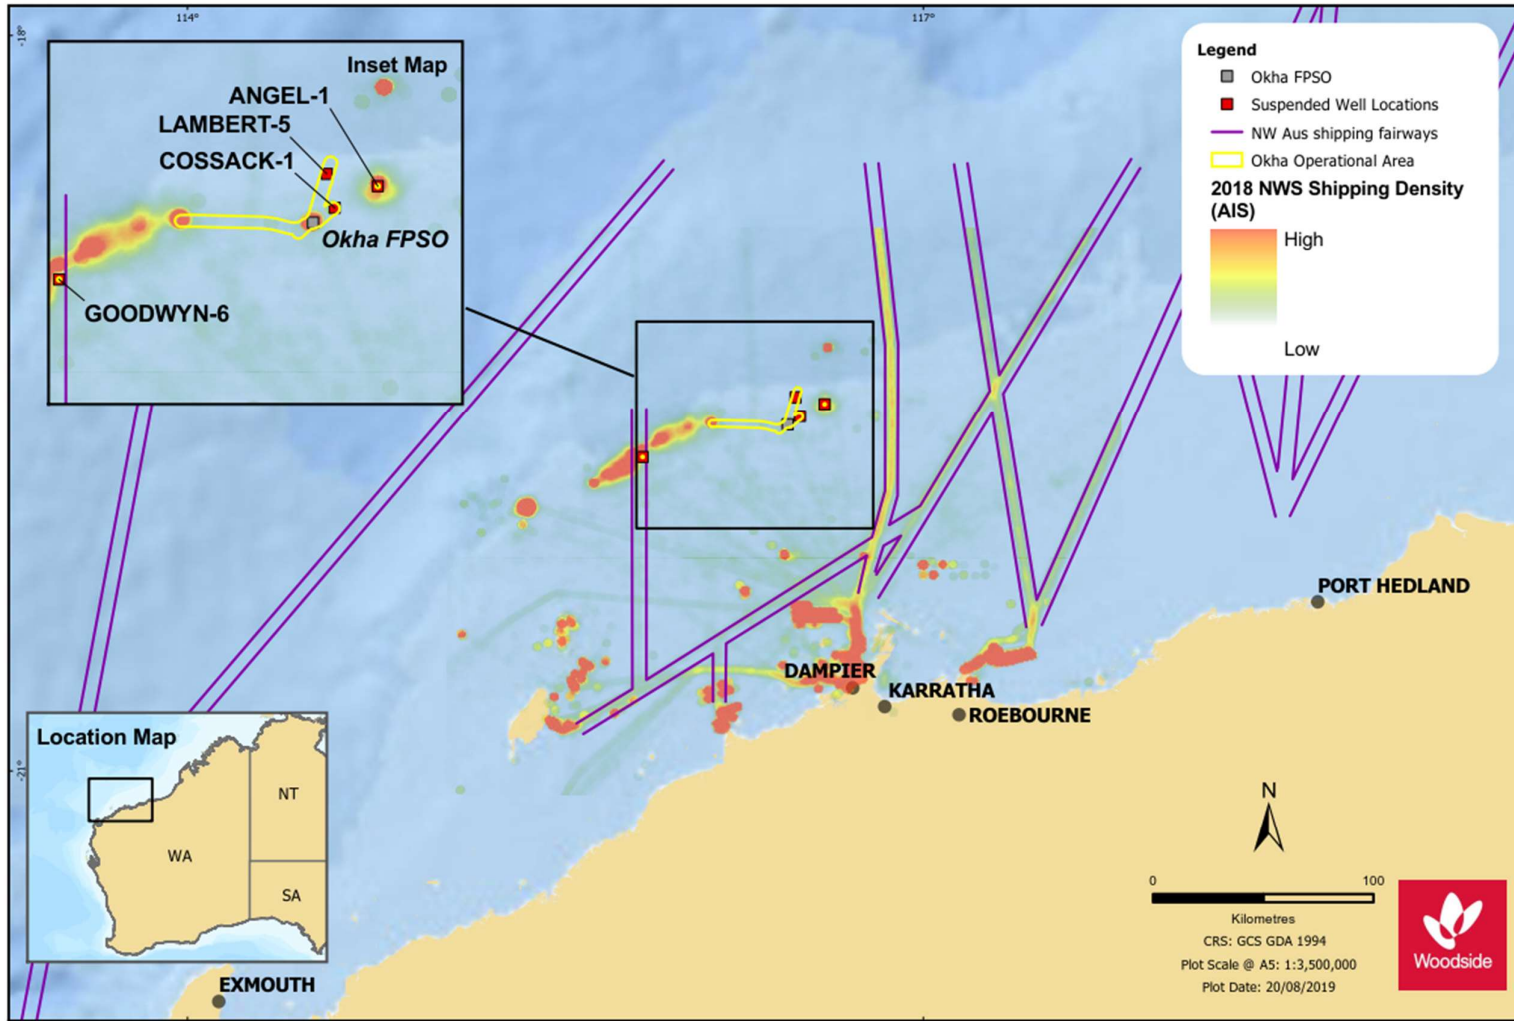 114°
117°
-18°
Inset Map
ANGEL-1
LAMBERT-5
COSSACK-1
Okha FPSO
GOODWYN-6
Legend
Okha FPSO
Suspended Well Locations
NW Aus shipping fairways
Okha Operational Area
2018 NWS Shipping Density
(AIS)
High
Low
PORT HEDLAND
DAMPIER
KARRATHA
ROEBOURNE
-21°
Location Map
NT
WA
SA
EXMOUTH
N
0
100
Kilometres
CRS: GCS GDA 1994
Plot Scale @ A5: 1:3,500,000
Plot Date: 20/08/2019
Woodside